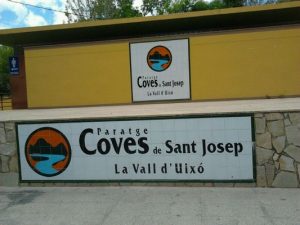 Paratge
Coves de Sant Josep
La Vall d'Uixó
Paratge
Coves de Sant Josep
La Vall d'Uixó